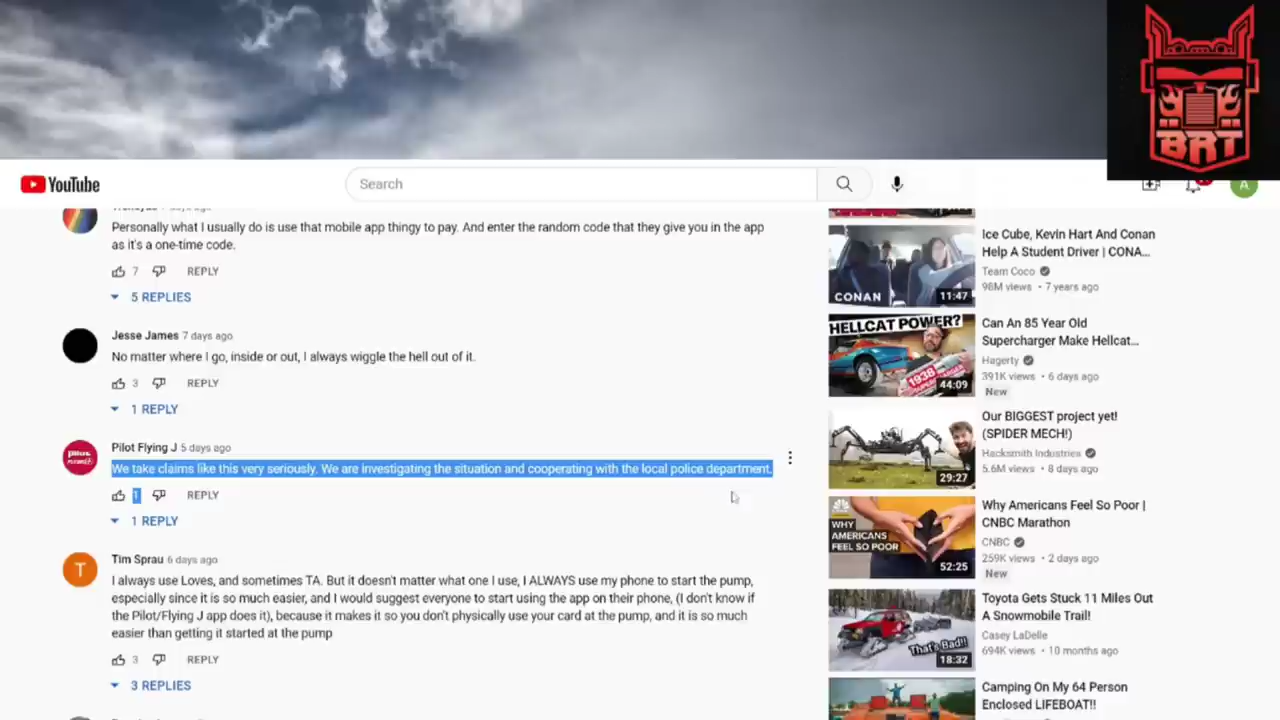 BRT
YouTube
Search
A
Personally what I usually do is use that mobile app thingy to pay. And enter the random code that they give you in the app
as it's a one-time code.
7
REPLY
5 REPLIES
Jesse James 7 days ago
No matter where I go, inside or out, I always wiggle the hell out of it.
3
REPLY
1 REPLY
Pilot Flying J 5 days ago
We take claims like this very seriously. We are investigating the situation and cooperating with the local police department.
1
REPLY
1 REPLY
Tim Sprau 6 days ago
T
I always use Loves, and sometimes TA. But it doesn't matter what one I use, I ALWAYS use my phone to start the pump,
especially since it is so much easier, and I would suggest everyone to start using the app on their phone, (I don't know if
the Pilot/Flying J app does it), because it makes it so you don't physically use your card at the pump, and it is so much
easier than getting it started at the pump
3
REPLY
3 REPLIES
CONAN
11:47
Ice Cube, Kevin Hart And Conan
Help A Student Driver | CONA...
Team Coco
98M views • 7 years ago
HELLCAT POWER?
1938
SUPERCHARGER
44:09
Can An 85 Year Old
Supercharger Make Hellcat...
Hagerty
391K views • 6 days ago
New
29:27
Our BIGGEST project yet!
(SPIDER MECH!)
Hacksmith Industries
5.6M views • 8 days ago
WHY
AMERICANS
FEEL SO POOR
52:25
Why Americans Feel So Poor |
CNBC Marathon
CNBC
259K views • 2 days ago
New
That's Bad!!
18:32
Toyota Gets Stuck 11 Miles Out
A Snowmobile Trail!
Casey LaDelle
694K views • 10 months ago
Camping On My 64 Person
Enclosed LIFEBOAT!!